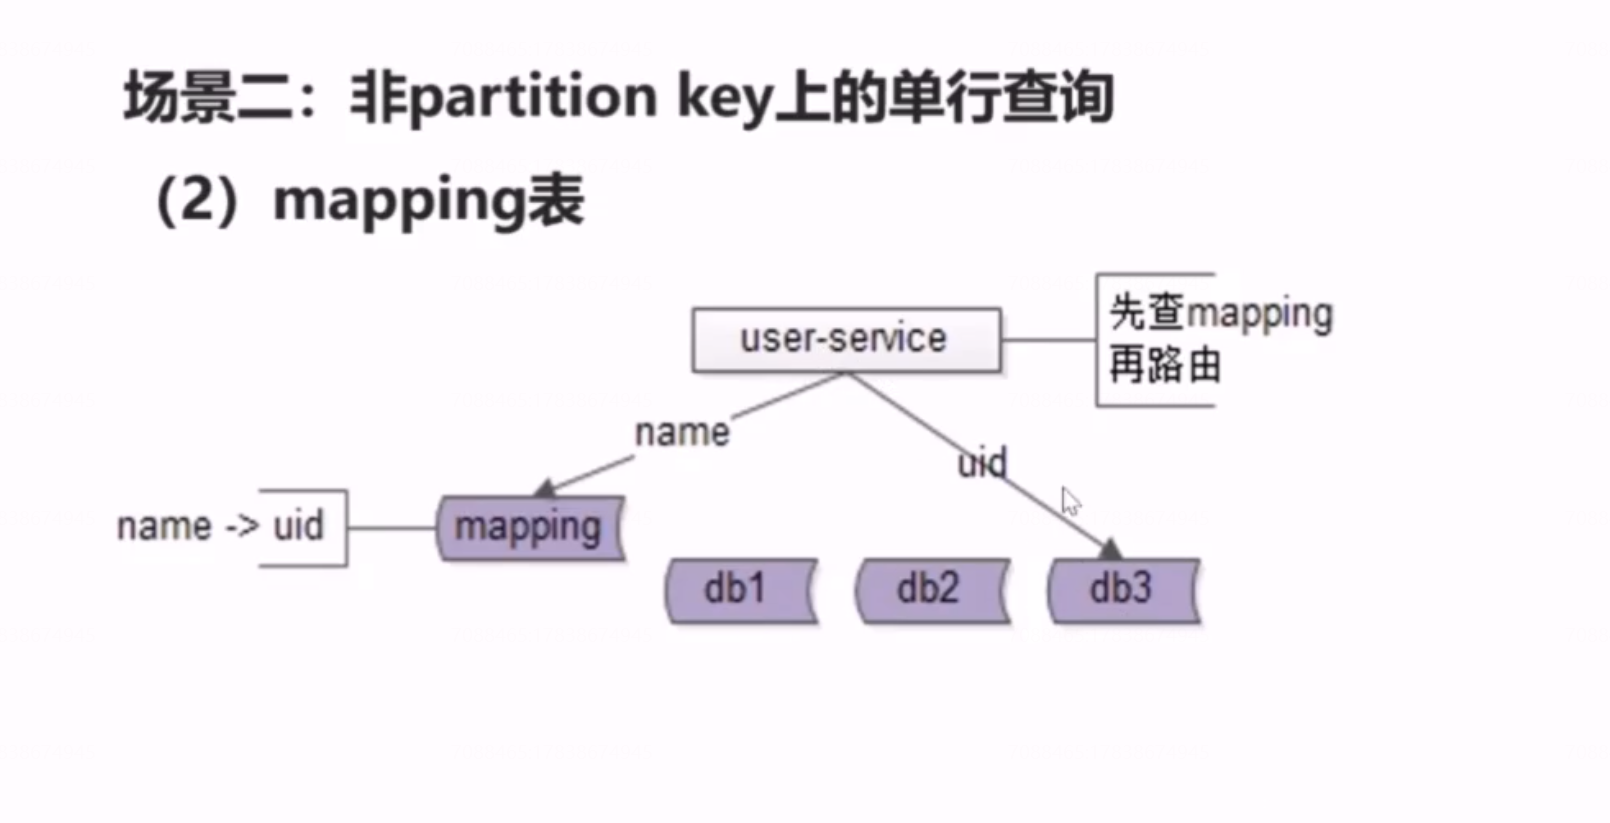 场景二：非partition key上的单行查询
（2）mapping表
user-service
先查mapping
再路由
name
uid
name -> uid
mapping
db1
db2
db3